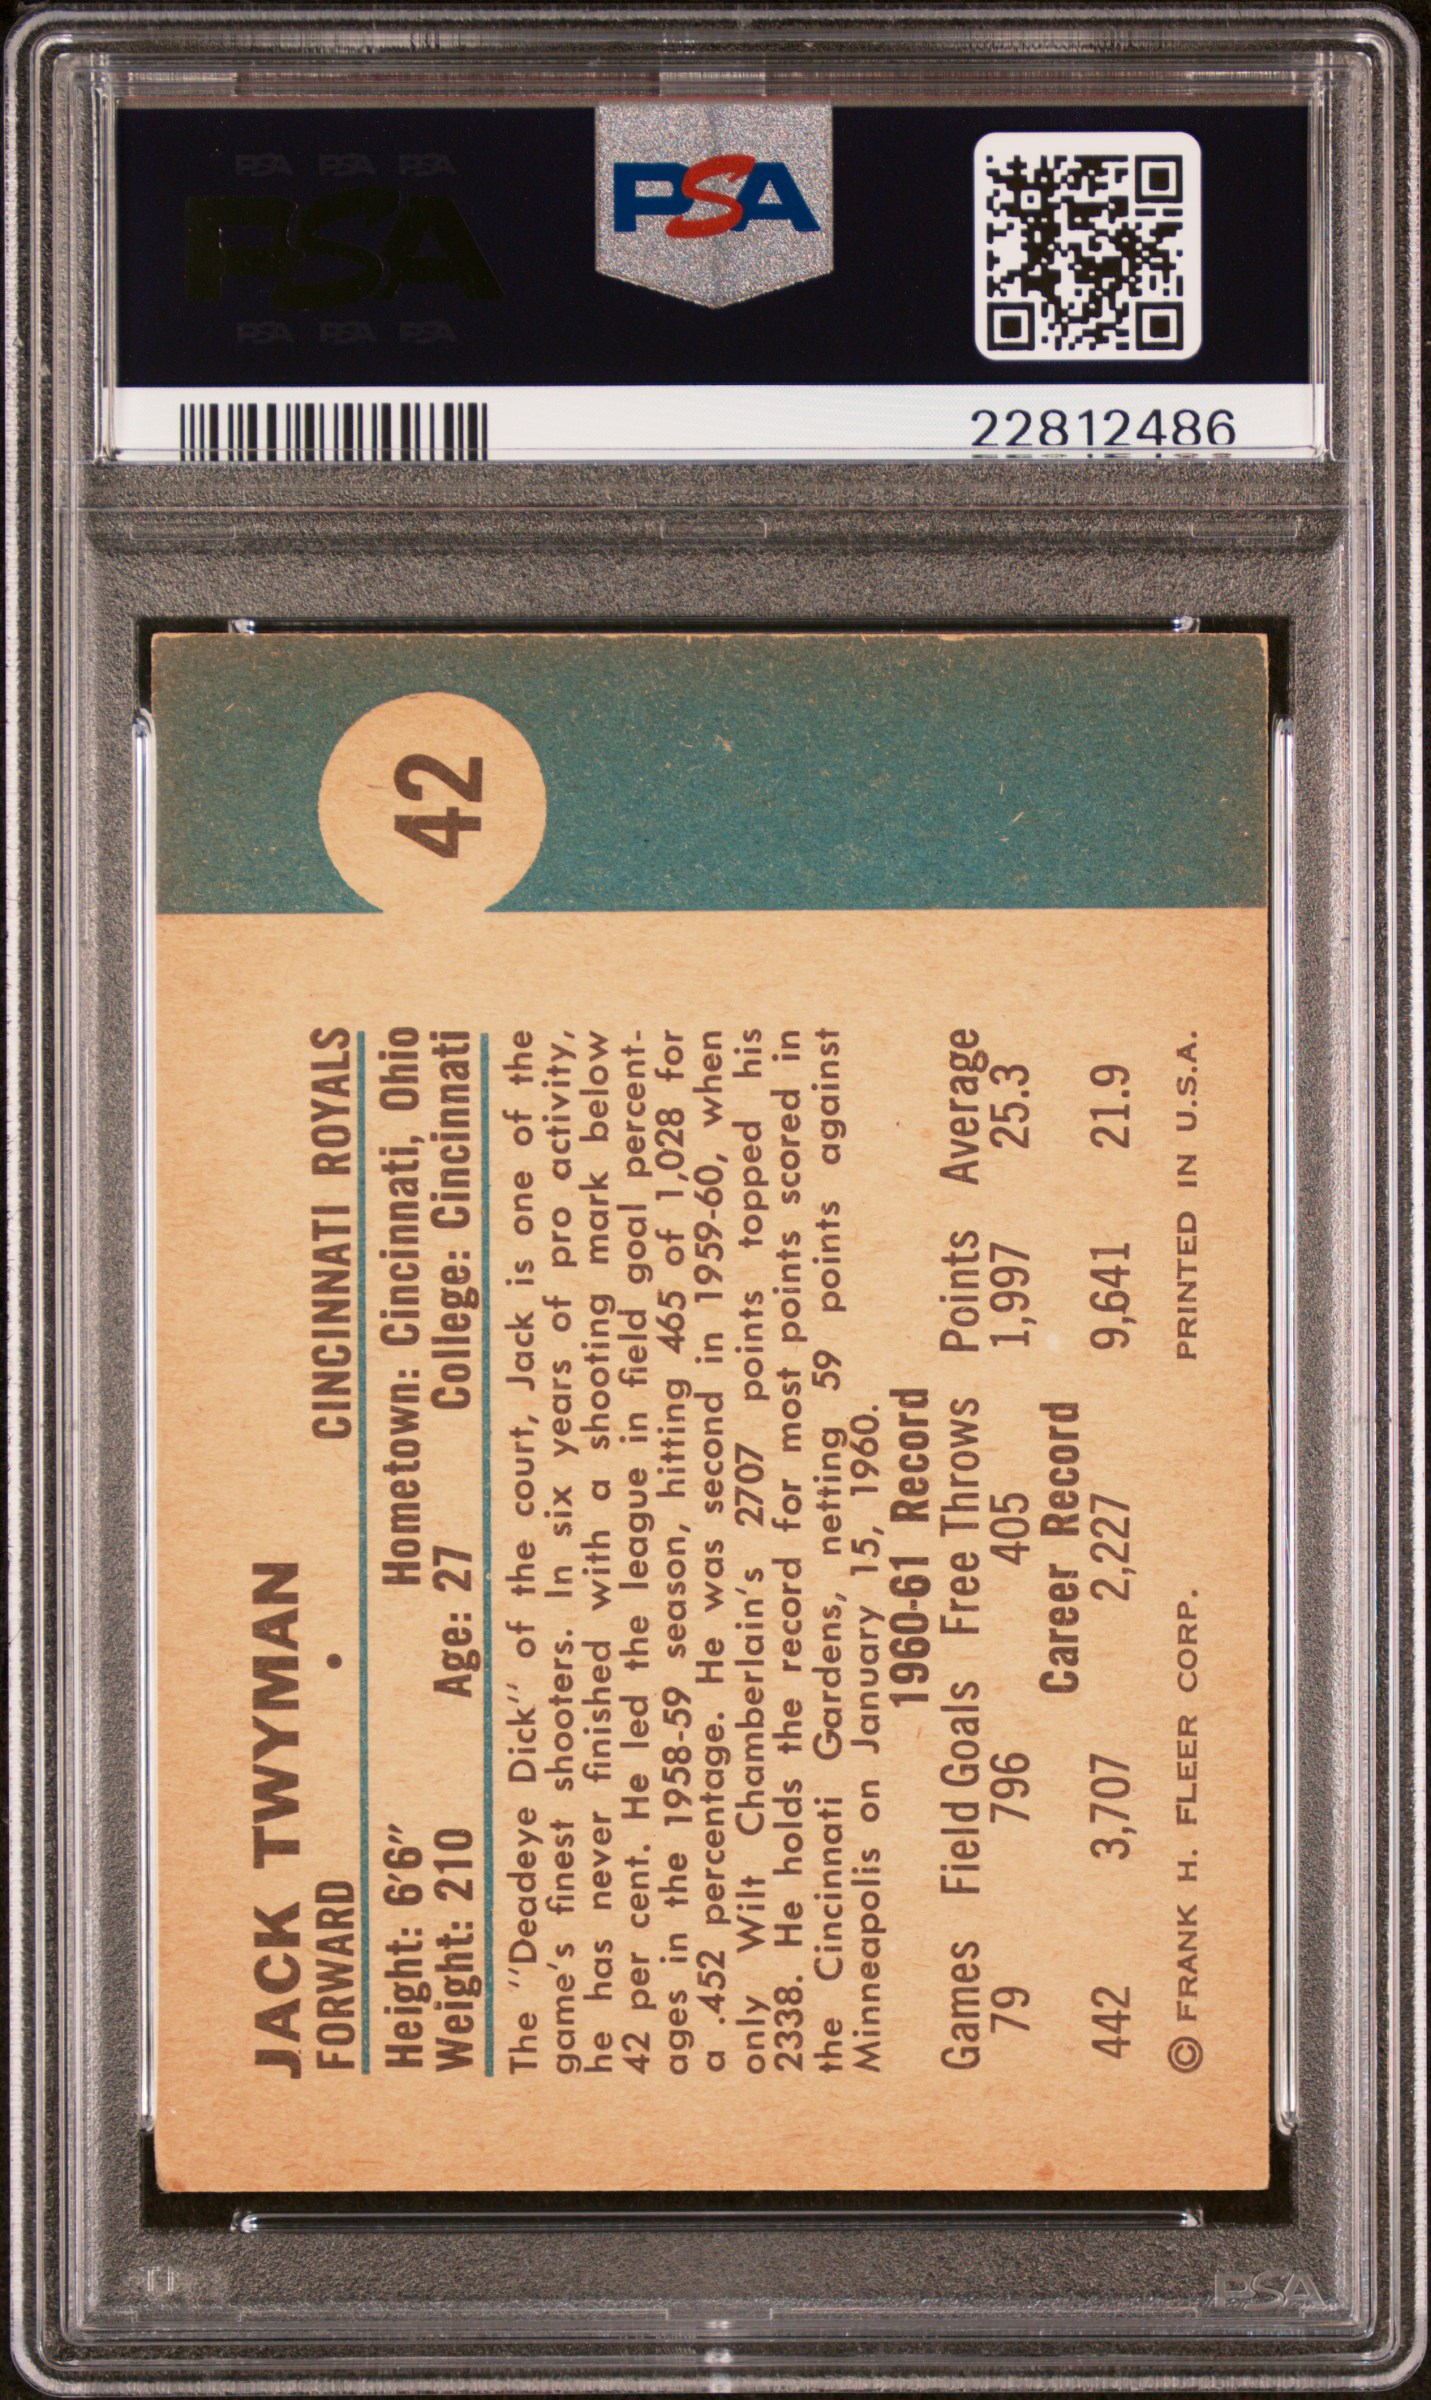 PSA PSA PSA
PSA
PSA PSA PSA
PSA
22812486
42
JACK TWYMAN
FORWARD • CINCINNATI ROYALS
Height: 6'6" Hometown: Cincinnati, Ohio
Weight: 210 Age: 27 College: Cincinnati
The "Deadeye Dick" of the court, Jack is one of the
game's finest shooters. In six years of pro activity,
he has never finished with a shooting mark below
42 per cent. He led the league in field goal percent-
ages in the 1958-59 season, hitting 465 of 1,028 for
a .452 percentage. He was second in 1959-60, when
only Wilt Chamberlain's 2707 points topped his
2338. He holds the record for most points scored in
the Cincinnati Gardens, netting 59 points against
Minneapolis on January 15, 1960.
1960-61 Record
Games Field Goals Free Throws Points Average
79 796 405 1,997 25.3
Career Record
442 3,707 2,227 9,641 21.9
© FRANK H. FLEER CORP. PRINTED IN U.S.A.
PSA